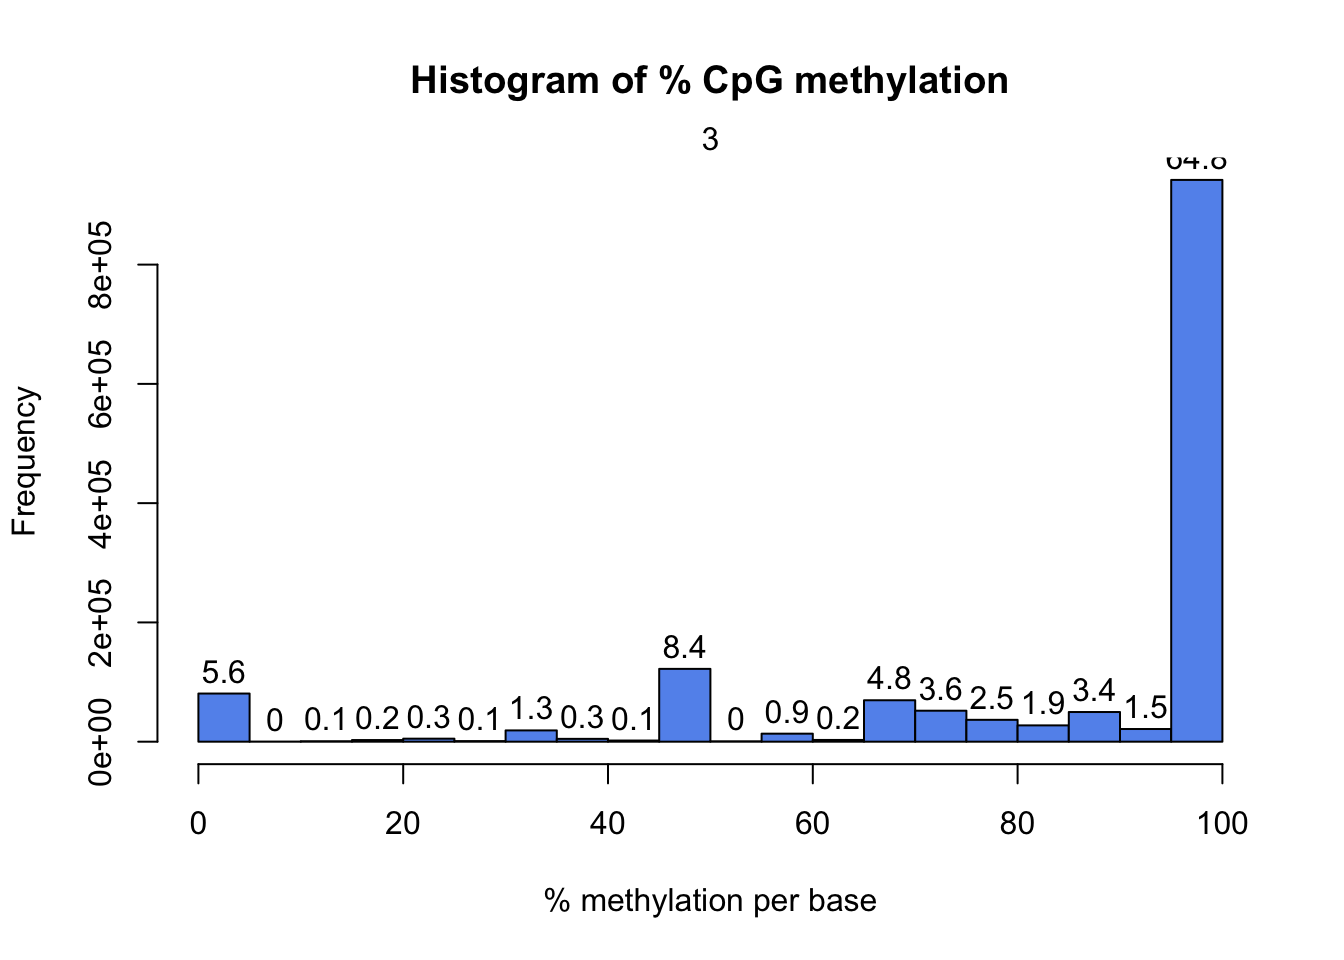 Histogram of % CpG methylation
3
64.8
8e+05
6e+05
4e+05
2e+05
0e+00
Frequency
5.6 0 0.1 0.2 0.3 0.1 1.3 0.3 0.1 8.4 0 0.9 0.2 4.8 3.6 2.5 1.9 3.4 1.5
0 20 40 60 80 100
% methylation per base